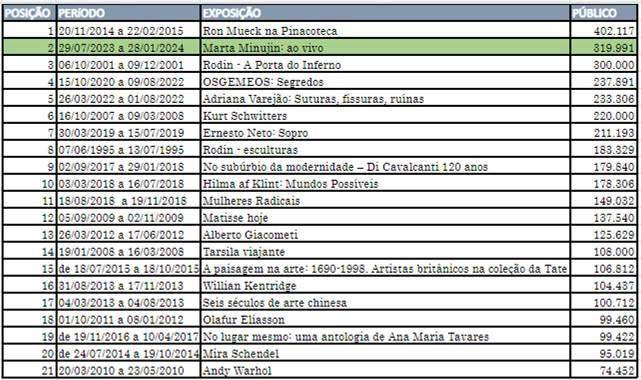 POSIÇÃO PERÍODO EXPOSIÇÃO PÚBLICO
1 20/11/2014 a 22/02/2015 Ron Mueck na Pinacoteca 402.117
2 29/07/2023 a 28/01/2024 Marta Minujin: ao vivo 319.991
3 06/10/2001 a 09/12/2001 Rodin - A Porta do Inferno 300.000
4 15/10/2020 a 09/08/2022 OSGEMEOS: Segredos 237.891
5 26/03/2022 a 01/08/2022 Adriana Varejão: Suturas, fissuras, ruínas 233.306
6 16/10/2007 a 09/03/2008 Kurt Schwitters 220.000
7 30/03/2019 a 15/07/2019 Ernesto Neto: Sopro 211.193
8 07/06/1995 a 13/07/1995 Rodin - esculturas 183.329
9 02/09/2017 a 29/01/2018 No subúrbio da modernidade – Di Cavalcanti 120 anos 179.840
10 03/03/2018 a 16/07/2018 Hilma af Klint: Mundos Possíveis 178.306
11 18/08/2018 a 19/11/2018 Mulheres Radicais 149.032
12 05/09/2009 a 02/11/2009 Matisse hoje 137.540
13 26/03/2012 a 17/06/2012 Alberto Giacometi 125.629
14 19/01/2008 a 16/03/2008 Tarsila viajante 108.000
15 de 18/07/2015 a 18/10/2015 A paisagem na arte: 1690-1998. Artistas britânicos na coleção da Tate 106.812
16 31/08/2013 a 17/11/2013 Willian Kentridge 104.437
17 04/03/2013 a 04/08/2013 Seis séculos de arte chinesa 100.712
18 01/10/2011 a 08/01/2012 Olafur Eliasson 99.460
19 de 19/11/2016 a 10/04/2017 No lugar mesmo: uma antologia de Ana Maria Tavares 99.422
20 de 24/07/2014 a 19/10/2014 Mira Schendel 95.019
21 20/03/2010 a 23/05/2010 Andy Warhol 74.452